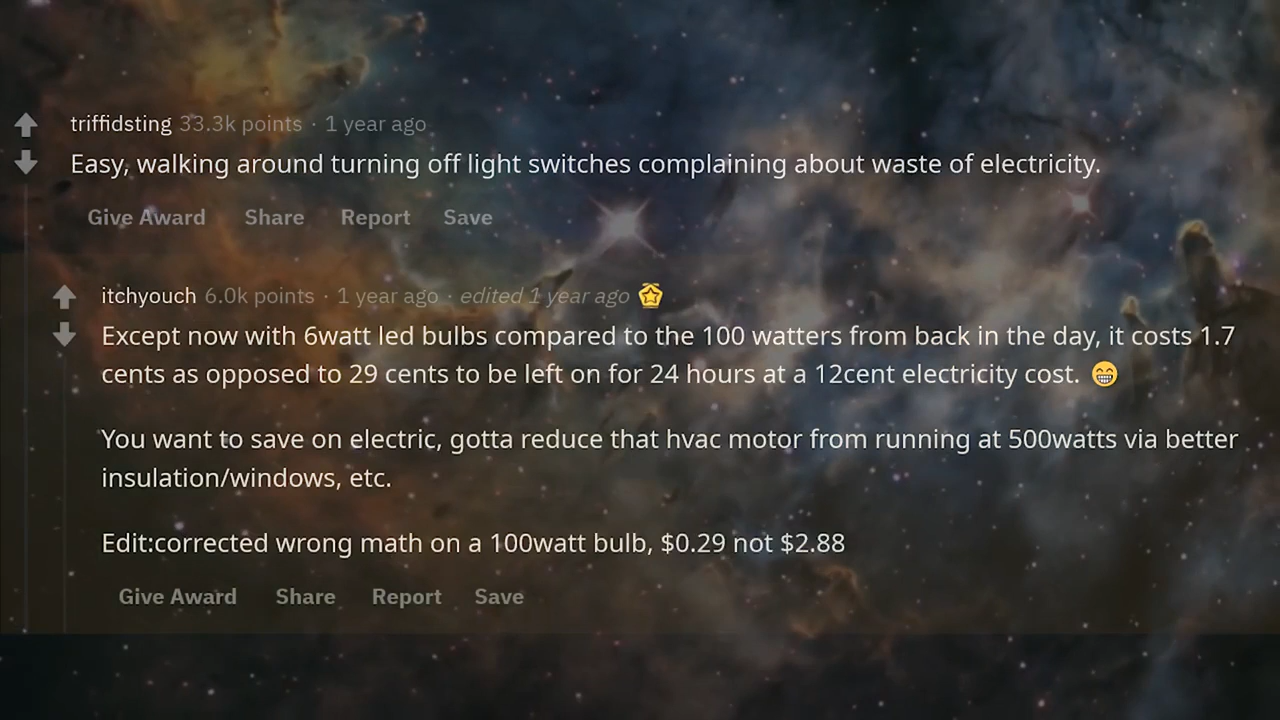 triffidsting 33.3k points · 1 year ago
Easy, walking around turning off light switches complaining about waste of electricity.
Give Award Share Report Save
itchyouch 6.0k points · 1 year ago · edited 1 year ago
Except now with 6watt led bulbs compared to the 100 watters from back in the day, it costs 1.7
cents as opposed to 29 cents to be left on for 24 hours at a 12cent electricity cost. 😁
You want to save on electric, gotta reduce that hvac motor from running at 500watts via better
insulation/windows, etc.
Edit:corrected wrong math on a 100watt bulb, $0.29 not $2.88
Give Award Share Report Save